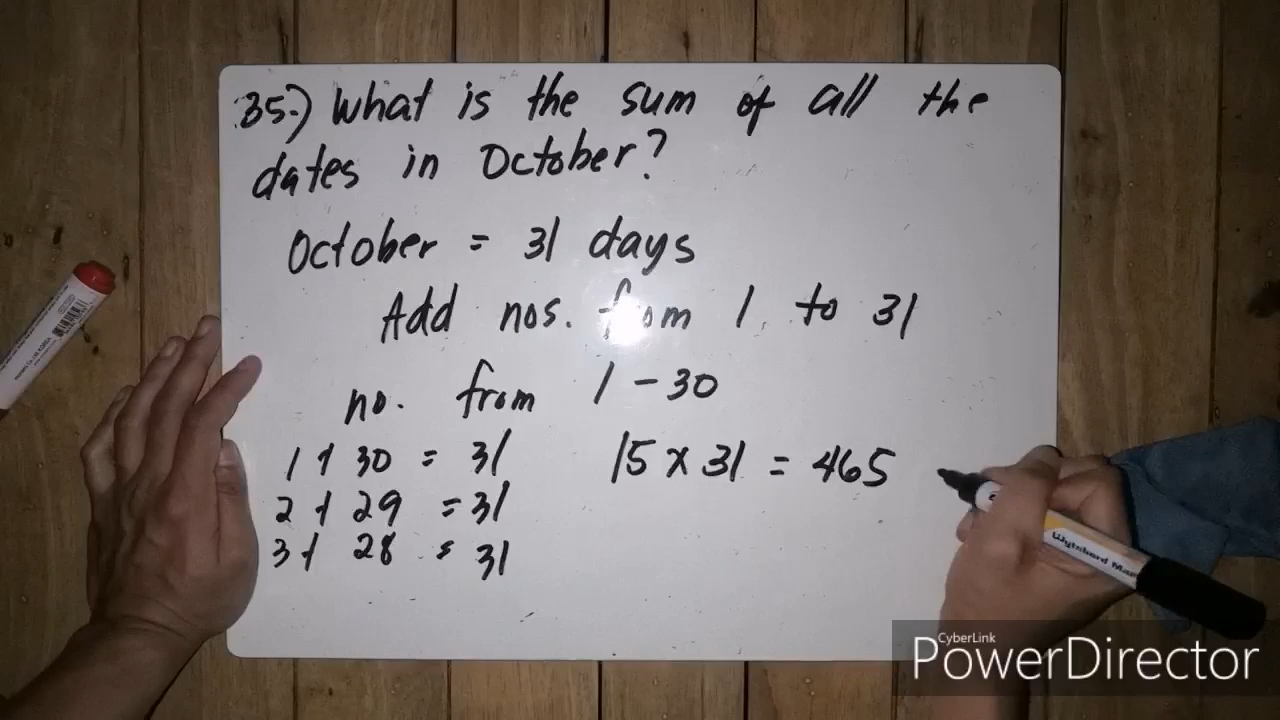 35.) What is the sum of all the
dates in October?
October = 31 days
Add nos. from 1 to 31
no. from 1 - 30
1 + 30 = 31
15 x 31 = 465
2 + 29 = 31
3 + 28 = 31
Wytebord
CyberLink
PowerDirector